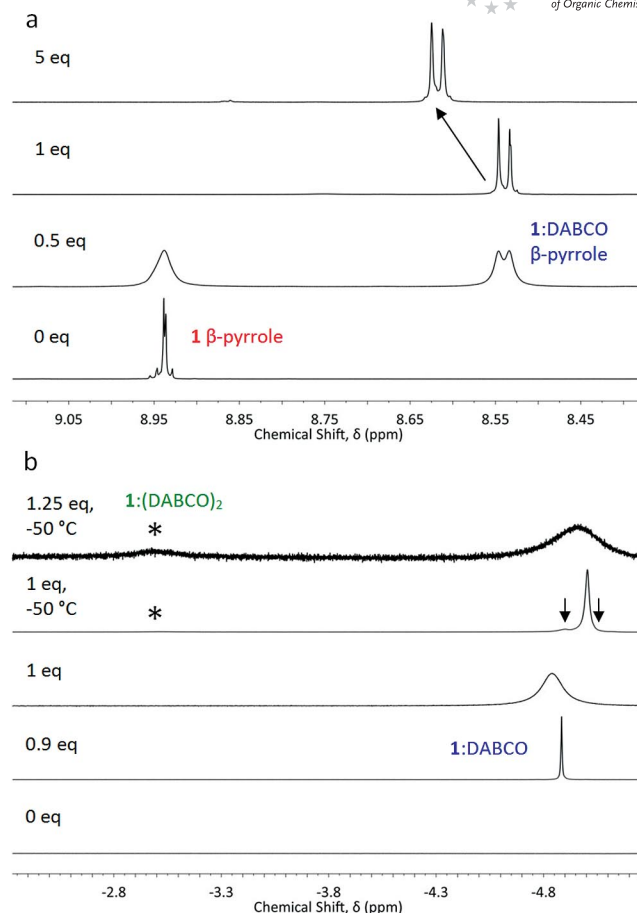 of Organic Chemis
a
5 eq
1 eq
0.5 eq
1:DABCO
β-pyrrole
0 eq
1 β-pyrrole
9.05 8.95 8.85 8.75 8.65 8.55 8.45
Chemical Shift, δ (ppm)
b
1.25 eq,
-50 °C
1:(DABCO)₂
*
1 eq,
-50 °C
*
1 eq
0.9 eq
1:DABCO
0 eq
-2.8 -3.3 -3.8 -4.3 -4.8
Chemical Shift, δ (ppm)